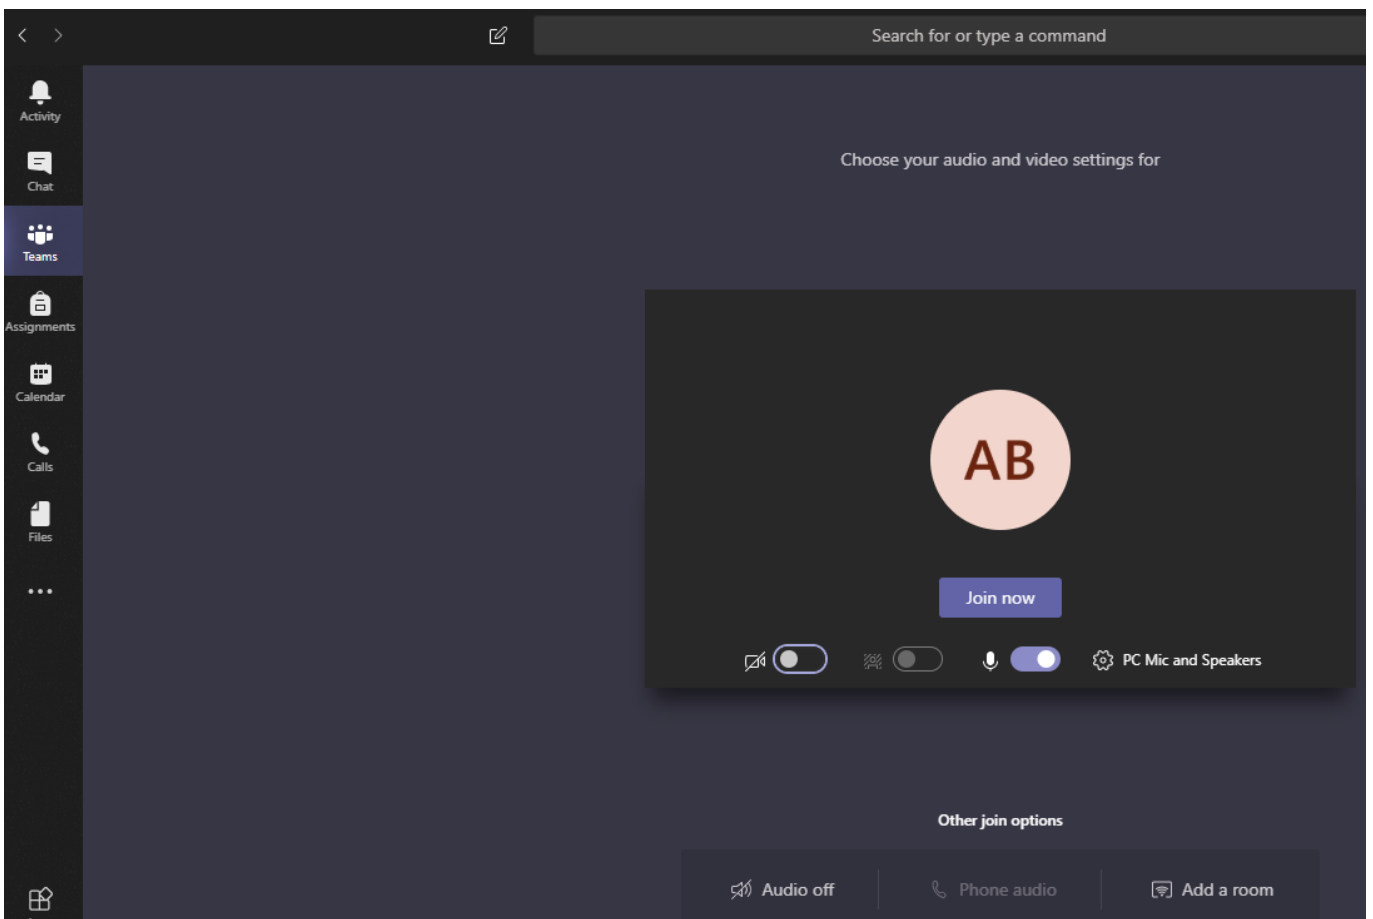 Search for or type a command
Activity
Chat
Teams
Assignments
Calendar
Calls
Files
Choose your audio and video settings for
AB
Join now
PC Mic and Speakers
Other join options
Audio off
Phone audio
Add a room